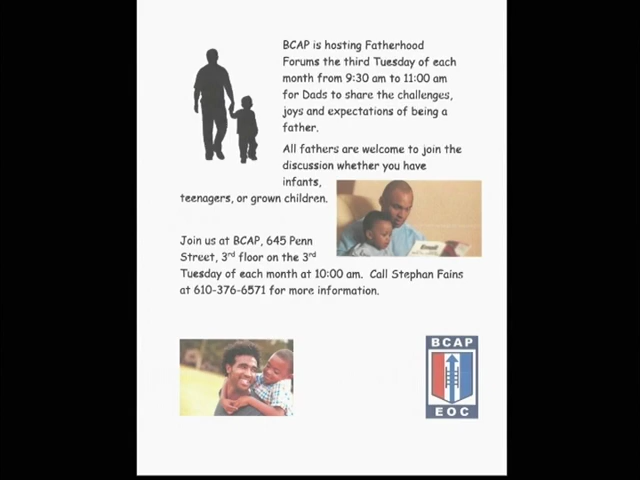 BCAP is hosting Fatherhood
Forums the third Tuesday of each
month from 9:30 am to 11:00 am
for Dads to share the challenges,
joys and expectations of being a
father.
All fathers are welcome to join the
discussion whether you have
infants,
teenagers, or grown children.
Join us at BCAP, 645 Penn
Street, 3rd floor on the 3rd
Tuesday of each month at 10:00 am. Call Stephan Fains
at 610-376-6571 for more information.
BCAP
EOC